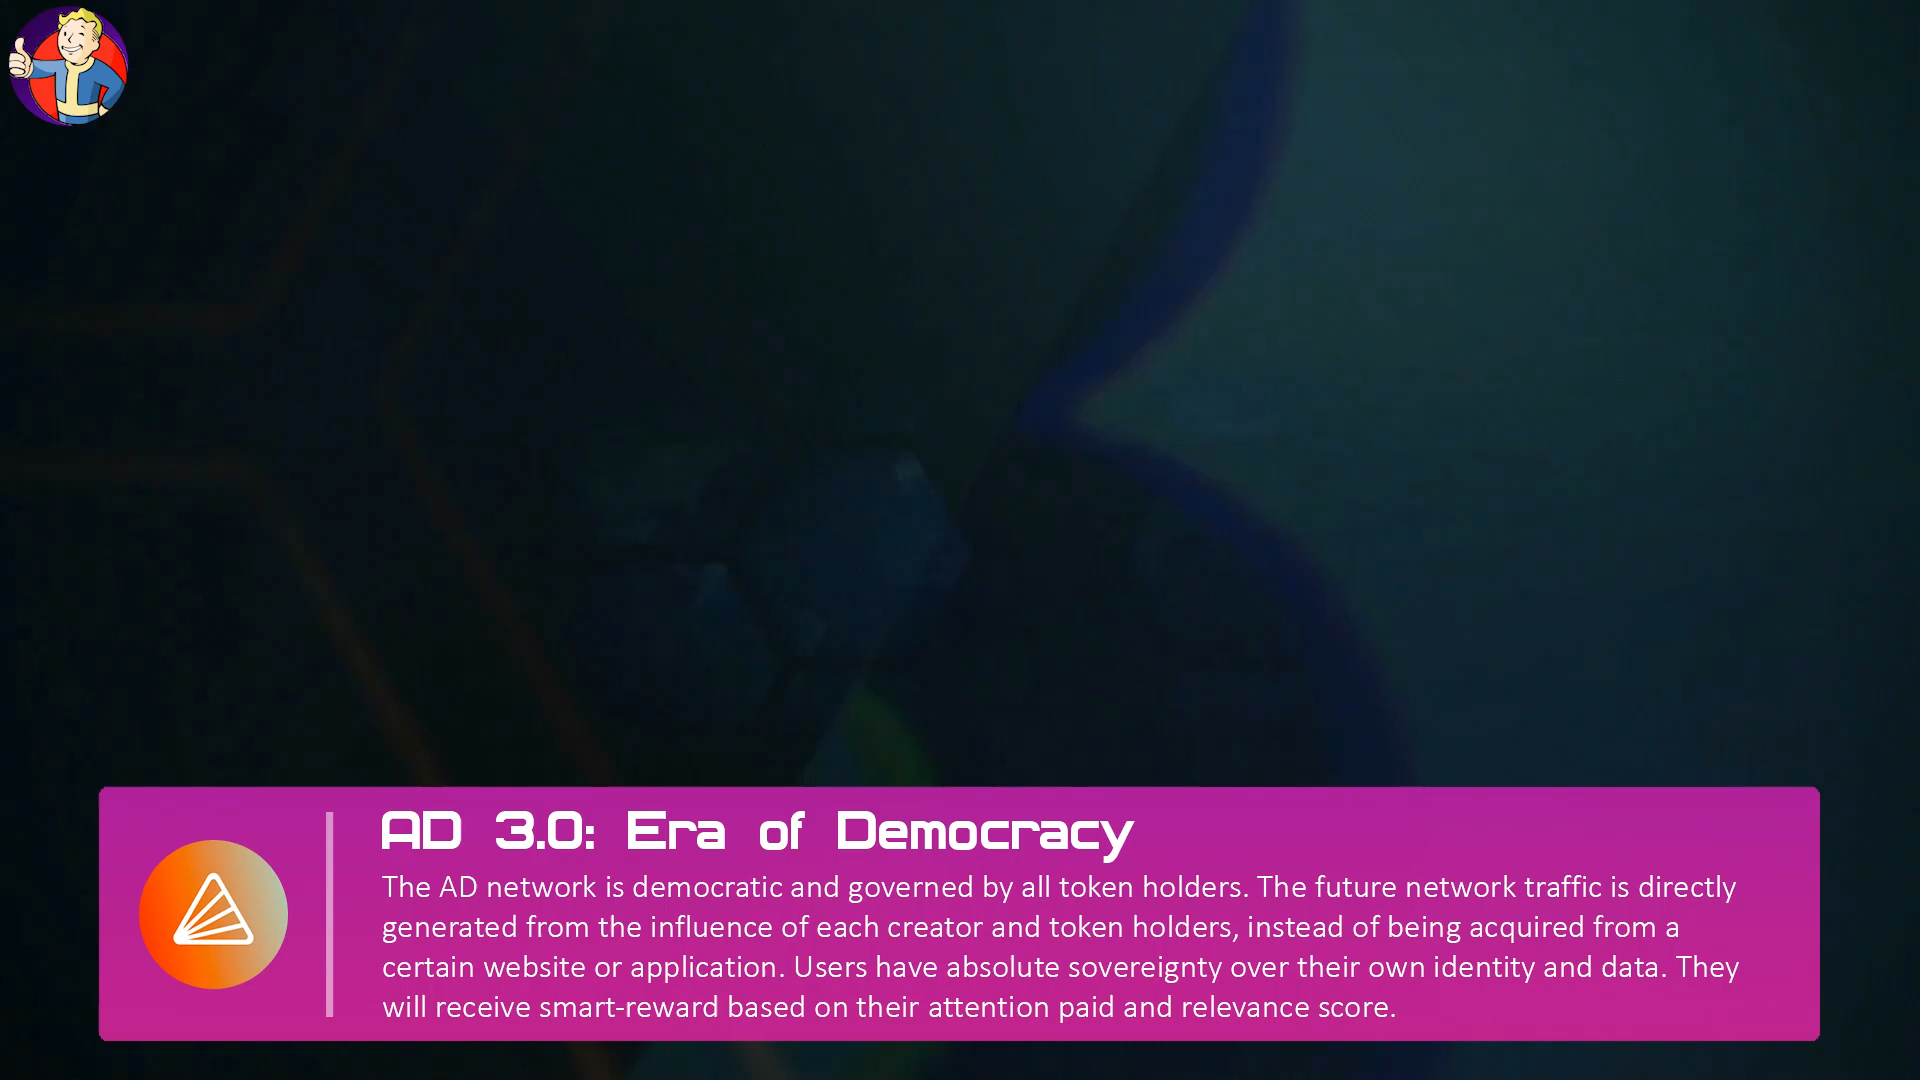 AD 3.0: Era of Democracy
The AD network is democratic and governed by all token holders. The future network traffic is directly
generated from the influence of each creator and token holders, instead of being acquired from a
certain website or application. Users have absolute sovereignty over their own identity and data. They
will receive smart-reward based on their attention paid and relevance score.